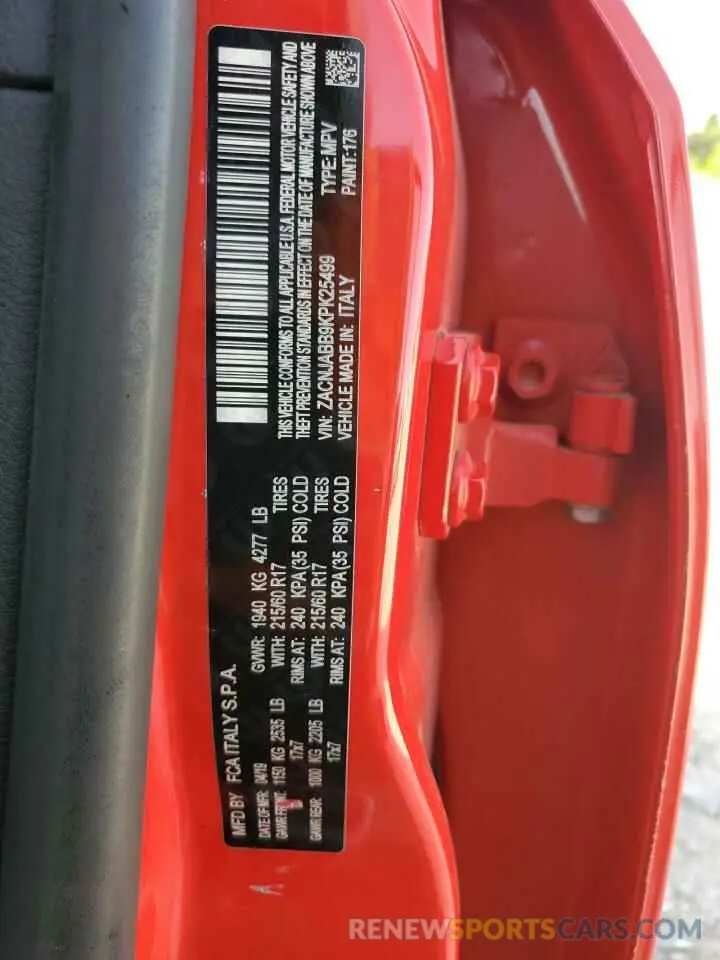 MFD BY FCA ITALY S.P.A.
DATE OF MFR: 04/19 GVWR: 1940 KG 4277 LB
GAWR FRONT: 1150 KG 2535 LB WITH: 215/60 R17 TIRES
17x7 RIMS AT: 240 KPA (35 PSI) COLD
GAWR REAR: 1000 KG 2205 LB WITH: 215/60 R17 TIRES
17x7 RIMS AT: 240 KPA (35 PSI) COLD
THIS VEHICLE CONFORMS TO ALL APPLICABLE U.S.A. FEDERAL MOTOR VEHICLE SAFETY AND
THEFT PREVENTION STANDARDS IN EFFECT ON THE DATE OF MANUFACTURE SHOWN ABOVE
VIN: ZACNJABB9KPK25499 TYPE: MPV
VEHICLE MADE IN: ITALY PAINT: 176
RENEWSPORTSCARS.COM